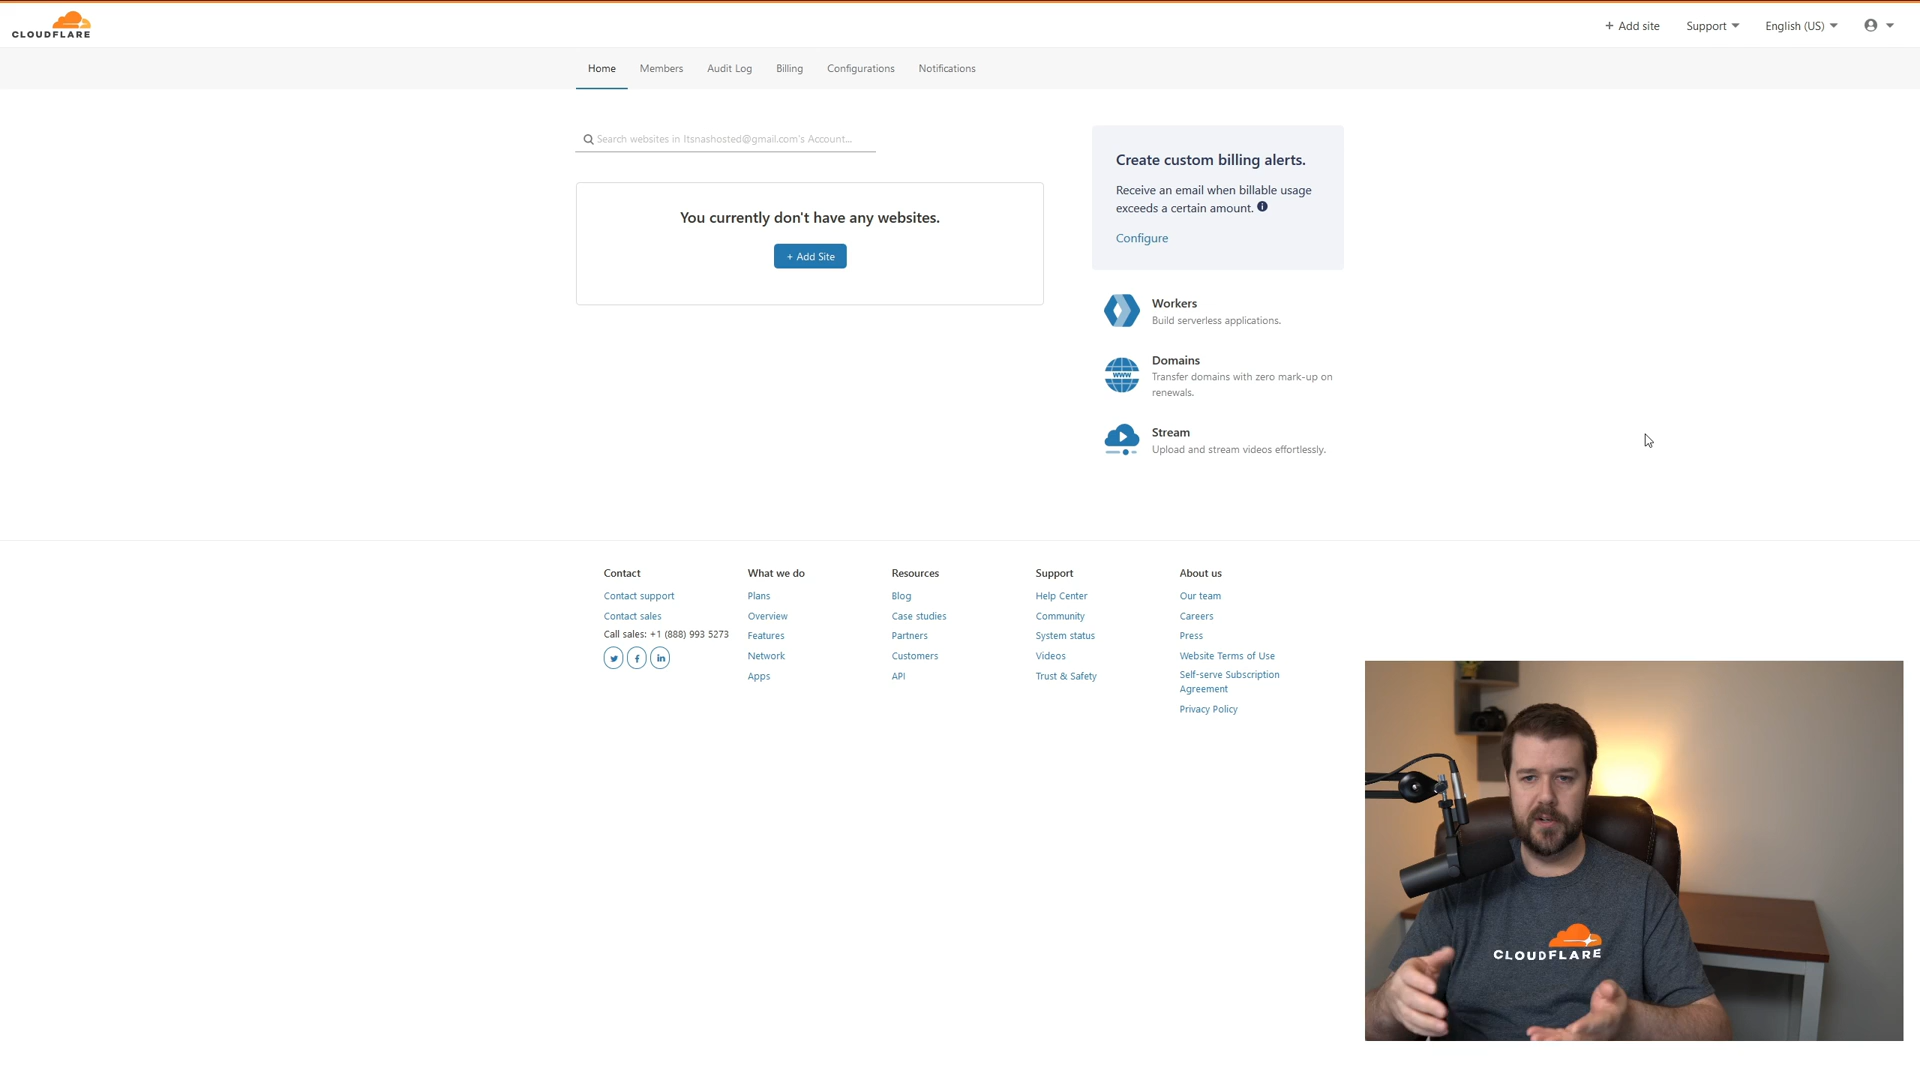 CLOUDFLARE
+ Add site
Support
English (US)
Home
Members
Audit Log
Billing
Configurations
Notifications
Search websites in Itsnashosted@gmail.com's Account...
You currently don't have any websites.
+ Add Site
Create custom billing alerts.
Receive an email when billable usage
exceeds a certain amount.
Configure
Workers
Build serverless applications.
www
Domains
Transfer domains with zero mark-up on
renewals.
Stream
Upload and stream videos effortlessly.
Contact
Contact support
Contact sales
Call sales: +1 (888) 993 5273
What we do
Plans
Overview
Features
Network
Apps
Resources
Blog
Case studies
Partners
Customers
API
Support
Help Center
Community
System status
Videos
Trust & Safety
About us
Our team
Careers
Press
Website Terms of Use
Self-serve Subscription
Agreement
Privacy Policy
CLOUDFLARE